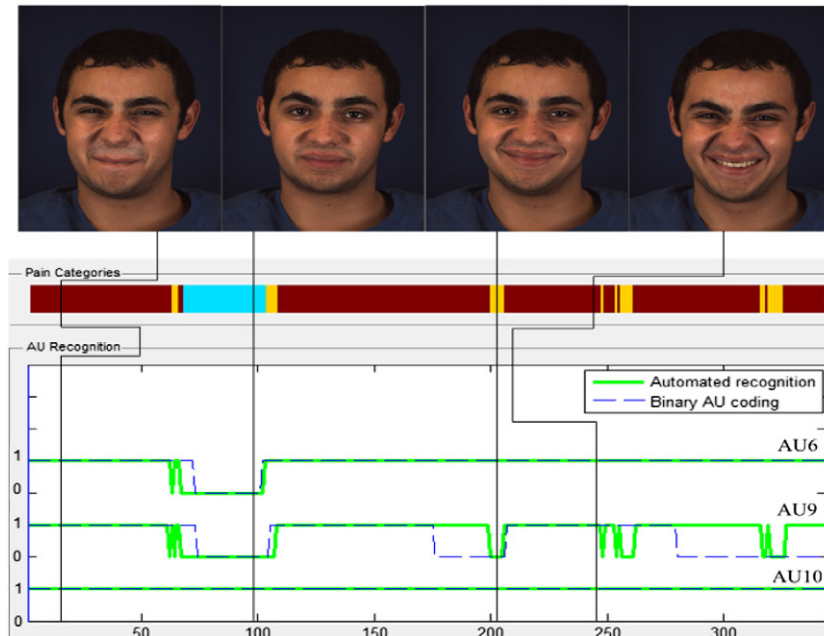 Pain Categories
AU Recognition
Automated recognition
Binary AU coding
AU6
1
0
AU9
1
0
AU10
1
0
50 100 150 200 250 300